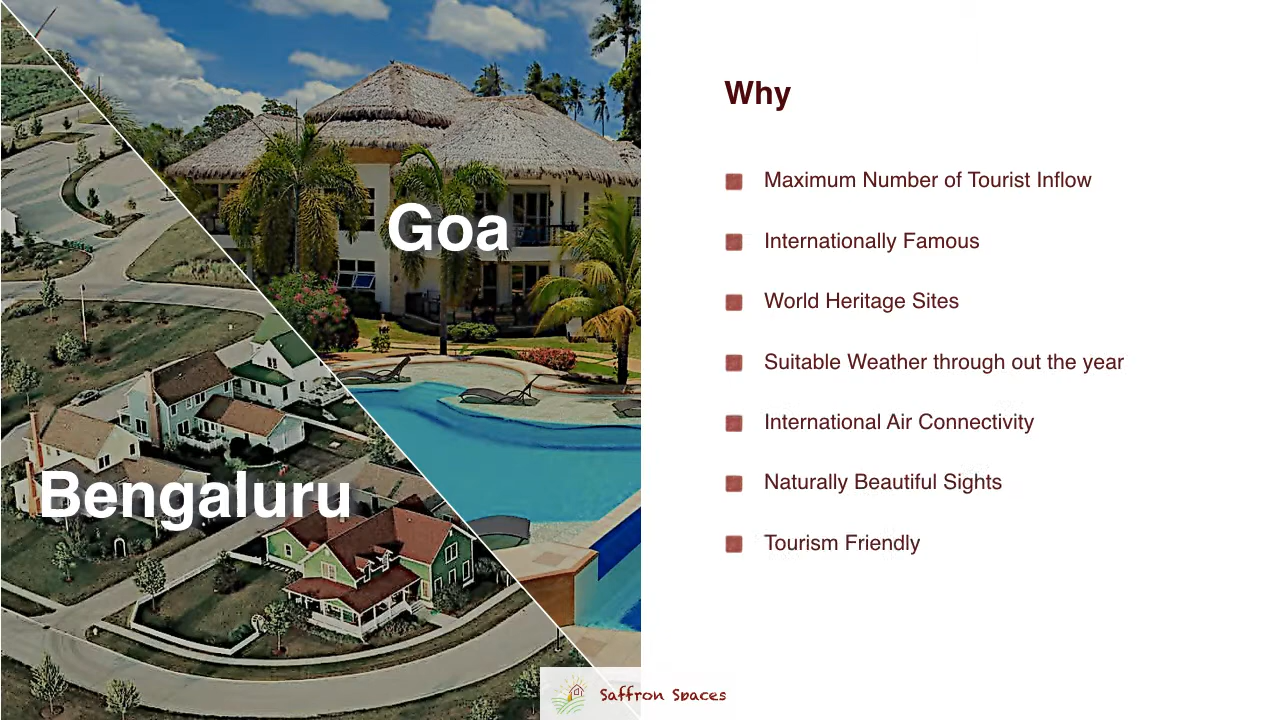 Goa
Bengaluru
Why
Maximum Number of Tourist Inflow
Internationally Famous
World Heritage Sites
Suitable Weather through out the year
International Air Connectivity
Naturally Beautiful Sights
Tourism Friendly
Saffron Spaces